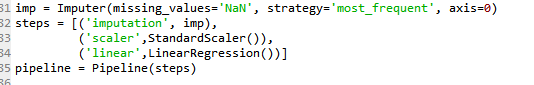 31 imp = Imputer(missing_values='NaN', strategy='most_frequent', axis=0)
32 steps = [('imputation', imp),
33 ('scaler',StandardScaler()),
34 ('linear',LinearRegression())]
35 pipeline = Pipeline(steps)
36